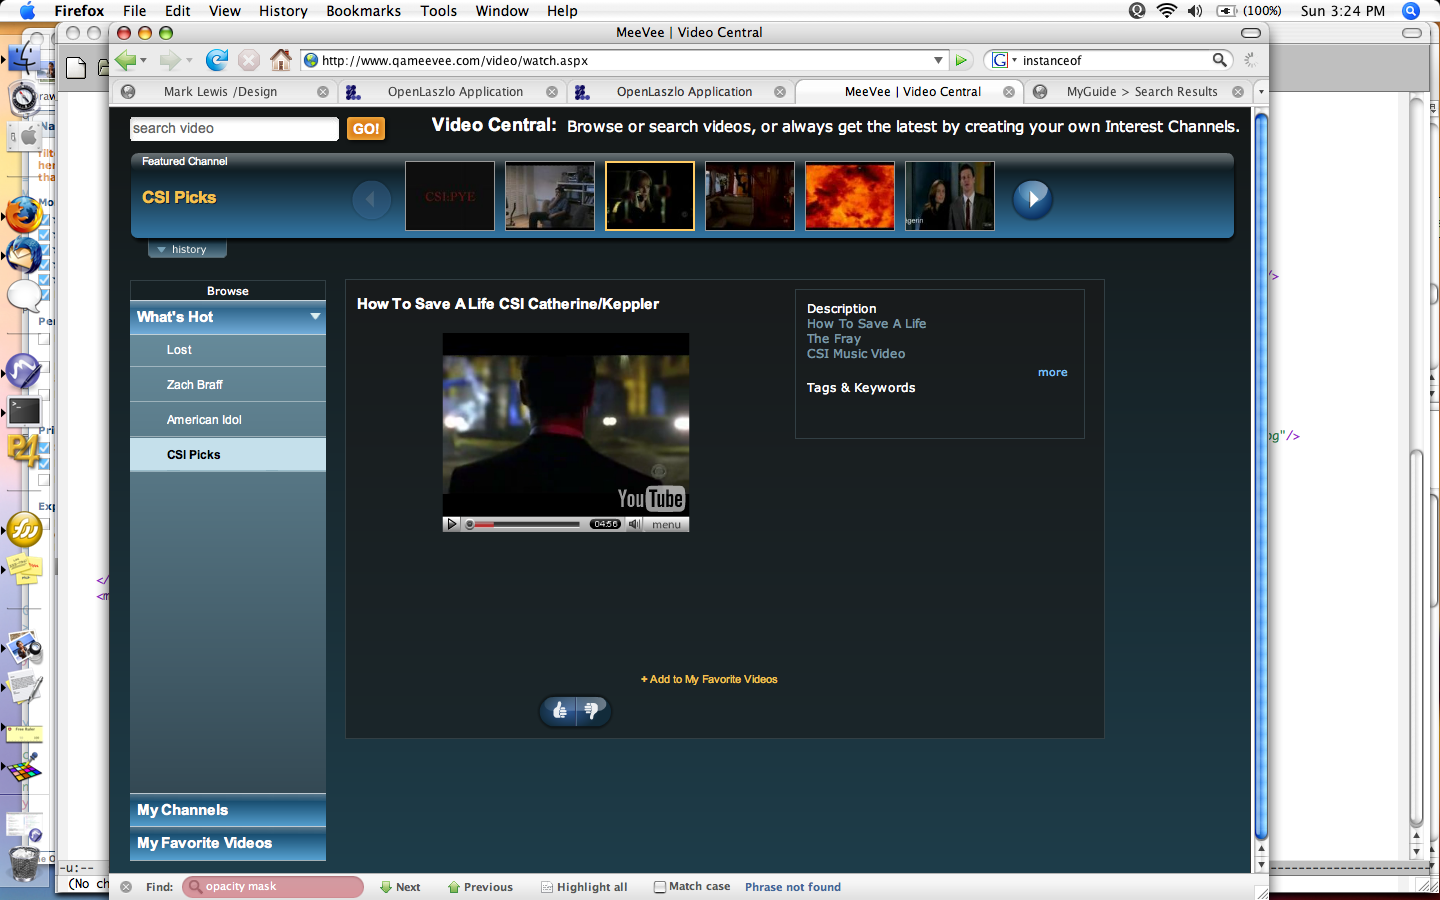 Firefox File Edit View History Bookmarks Tools Window Help
(100%) Sun 3:24 PM
MeeVee | Video Central
http://www.qameevee.com/video/watch.aspx
instanceof
Mark Lewis /Design
OpenLaszlo Application
OpenLaszlo Application
MeeVee | Video Central
MyGuide > Search Results
search video
GO!
Video Central: Browse or search videos, or always get the latest by creating your own Interest Channels.
Featured Channel
CSI Picks
CSI:PYE
egerin
history
Browse
What's Hot
Lost
Zach Braff
American Idol
CSI Picks
My Channels
My Favorite Videos
How To Save A Life CSI Catherine/Keppler
YouTube
04:56
menu
Description
How To Save A Life
The Fray
CSI Music Video
more
Tags & Keywords
+ Add to My Favorite Videos
/>
og"/>
</
<m
-u:--
(No ch
Find: opacity mask Next Previous Highlight all Match case Phrase not found